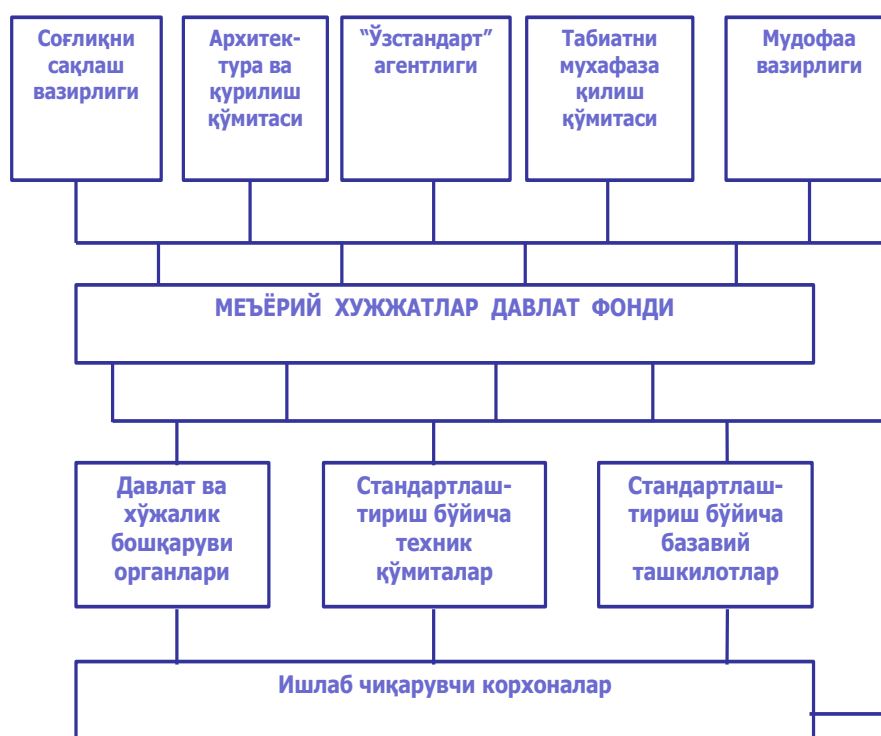 Соғлиқни
сақлаш
вазирлиги
Архитек-
тура ва
қурилиш
қўмитаси
“Ўзстандарт”
агентлиги
Табиатни
мухафаза
қилиш
қўмитаси
Мудофаа
вазирлиги
МЕЪЁРИЙ ХУЖЖАТЛАР ДАВЛАТ ФОНДИ
Давлат ва
хўжалик
бошқаруви
органлари
Стандартлаш-
тириш бўйича
техник
қўмиталар
Стандартлаш-
тириш бўйича
базавий
ташкилотлар
Ишлаб чиқарувчи корхоналар